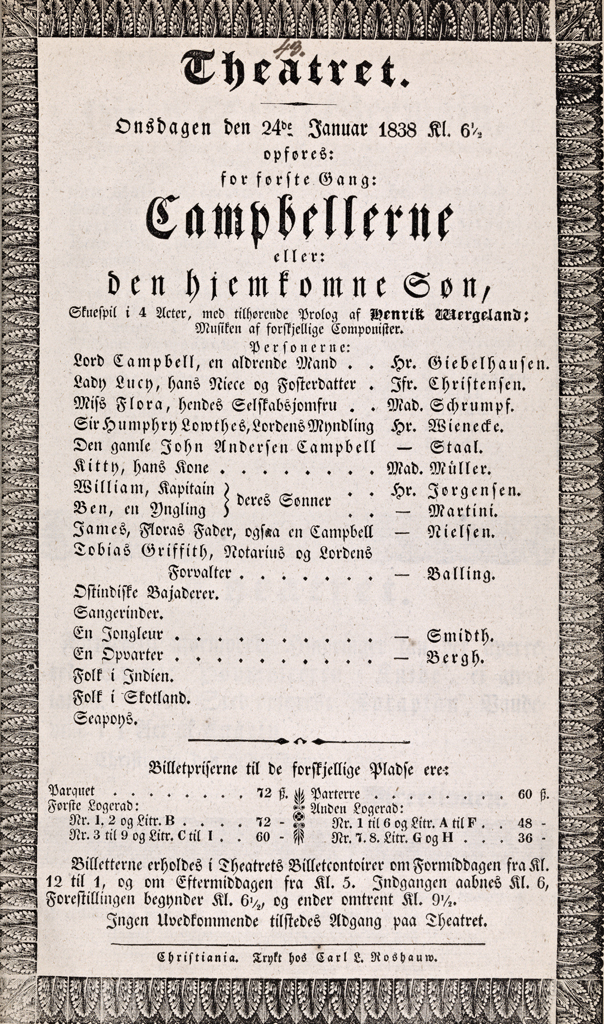 49.
Theatret.
Onsdagen den 24de Januar 1838 Kl. 6½
opføres:
for første Gang:
Campbellerne
eller:
den hjemkomne Søn,
Skuespil i 4 Acter, med tilhørende Prolog af Henrik Wergeland;
Musiken af forskjellige Componister.
Personerne:
Lord Campbell, en aldrende Mand . . Hr. Giebelhausen.
Lady Lucy, hans Niece og Fosterdatter . Jfr. Christensen.
Miss Flora, hendes Selskabsjomfru . . Mad. Schrumpf.
Sir Humphry Lowthes, Lordens Myndling Hr. Wienecke.
Den gamle John Andersen Campbell — Staal.
Kitty, hans Kone . . . . . . . Mad. Müller.
William, Kapitain } deres Sønner . . Hr. Jørgensen.
Ben, en Yngling — Martini.
James, Floras Fader, ogsaa en Campbell — Nielsen.
Tobias Griffith, Notarius og Lordens
Forvalter . . . . . . — Balling.
Ostindiske Bajaderer.
Sangerinder.
En Jongleur . . . . . . . . . . — Smidth.
En Opvarter . . . . . . . . . . — Bergh.
Folk i Indien.
Folk i Skotland.
Seapoys.
Billetpriserne til de forskjellige Pladse ere:
Parquet . . . . . . . . 72 ß.
Første Logerad:
Nr. 1, 2 og Litr. B . . . . 72 -
Nr. 3 til 9 og Litr. C til I . 60 -
Parterre . . . . . . . . 60 ß.
Anden Logerad:
Nr. 1 til 6 og Litr. A til F . . 48 -
Nr. 7. 8. Litr. G og H . . . 36 -
Billetterne erholdes i Theatrets Billetcontoirer om Formiddagen fra Kl.
12 til 1, og om Eftermiddagen fra Kl. 5. Indgangen aabnes Kl. 6,
Forestillingen begynder Kl. 6½, og ender omtrent Kl. 9½.
Ingen Uvedkommende tilstedes Adgang paa Theatret.
Christiania. Trykt hos Carl L. Roshauw.